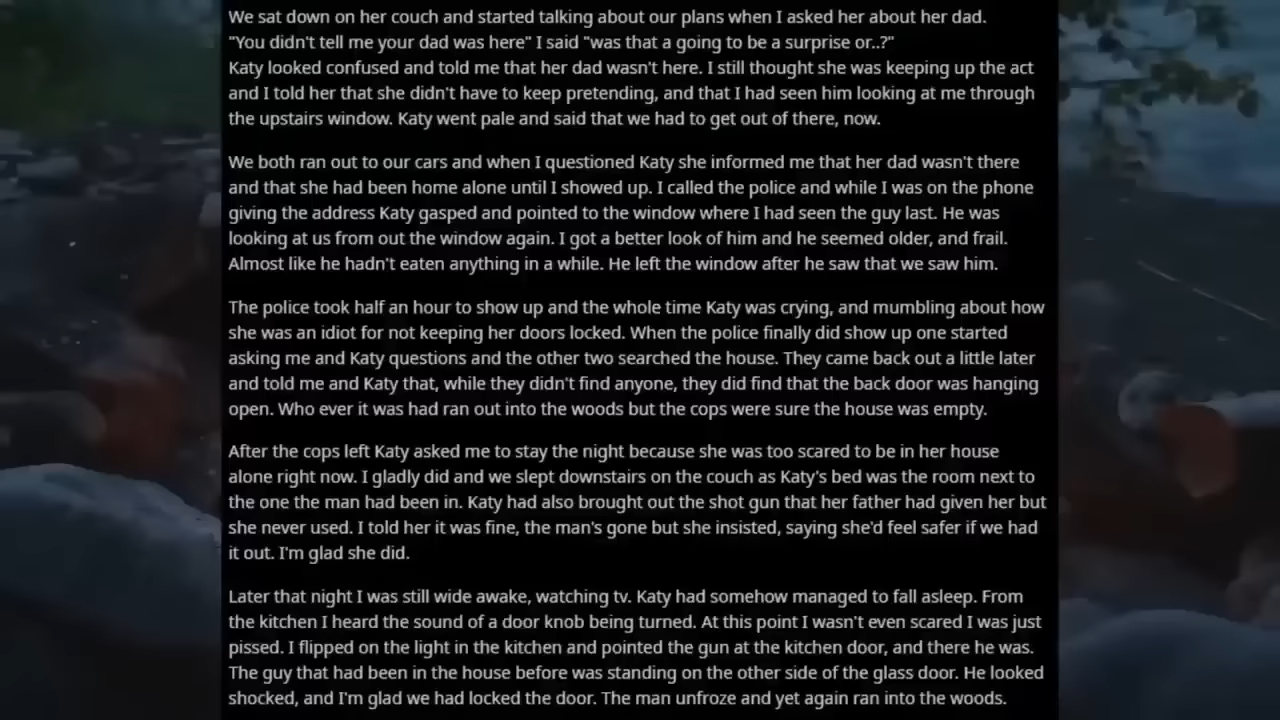 We sat down on her couch and started talking about our plans when I asked her about her dad.
"You didn't tell me your dad was here" I said "was that a going to be a surprise or..?"
Katy looked confused and told me that her dad wasn't here. I still thought she was keeping up the act
and I told her that she didn't have to keep pretending, and that I had seen him looking at me through
the upstairs window. Katy went pale and said that we had to get out of there, now.
We both ran out to our cars and when I questioned Katy she informed me that her dad wasn't there
and that she had been home alone until I showed up. I called the police and while I was on the phone
giving the address Katy gasped and pointed to the window where I had seen the guy last. He was
looking at us from out the window again. I got a better look of him and he seemed older, and frail.
Almost like he hadn't eaten anything in a while. He left the window after he saw that we saw him.
The police took half an hour to show up and the whole time Katy was crying, and mumbling about how
she was an idiot for not keeping her doors locked. When the police finally did show up one started
asking me and Katy questions and the other two searched the house. They came back out a little later
and told me and Katy that, while they didn't find anyone, they did find that the back door was hanging
open. Who ever it was had ran out into the woods but the cops were sure the house was empty.
After the cops left Katy asked me to stay the night because she was too scared to be in her house
alone right now. I gladly did and we slept downstairs on the couch as Katy's bed was the room next to
the one the man had been in. Katy had also brought out the shot gun that her father had given her but
she never used. I told her it was fine, the man's gone but she insisted, saying she'd feel safer if we had
it out. I'm glad she did.
Later that night I was still wide awake, watching tv. Katy had somehow managed to fall asleep. From
the kitchen I heard the sound of a door knob being turned. At this point I wasn't even scared I was just
pissed. I flipped on the light in the kitchen and pointed the gun at the kitchen door, and there he was.
The guy that had been in the house before was standing on the other side of the glass door. He looked
shocked, and I'm glad we had locked the door. The man unfroze and yet again ran into the woods.